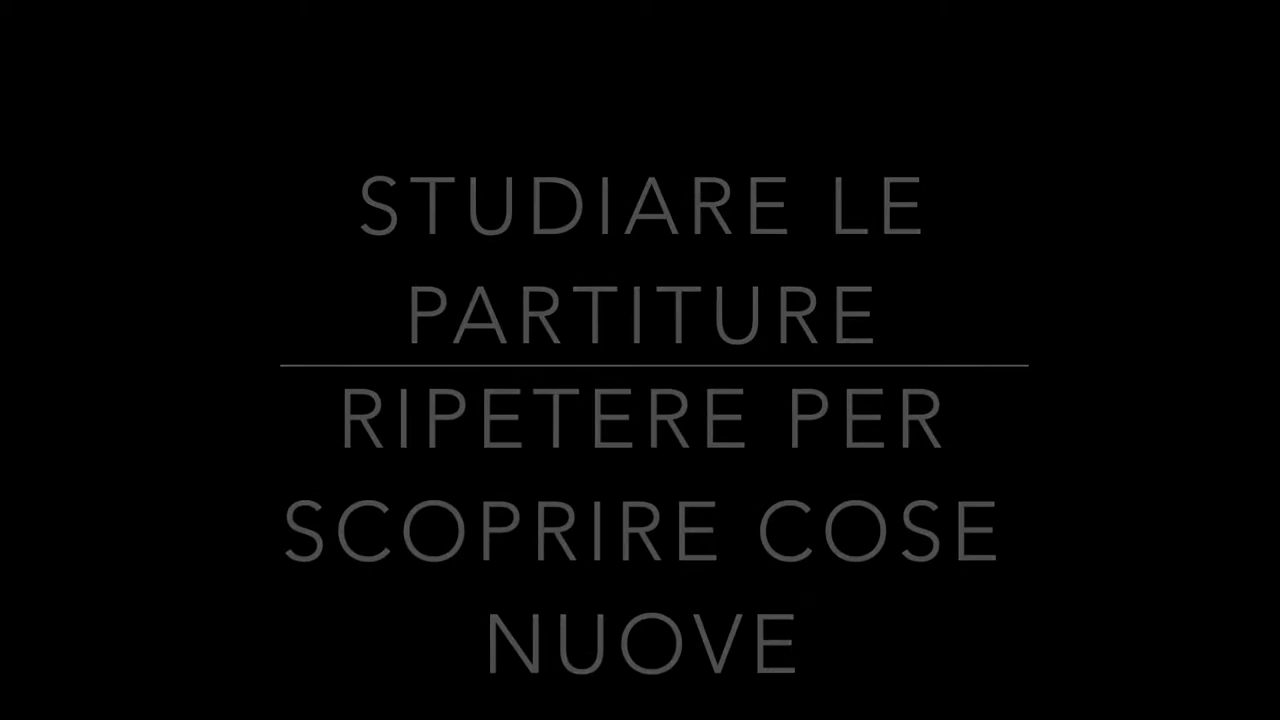 STUDIARE LE
PARTITURE
RIPETERE PER
SCOPRIRE COSE
NUOVE